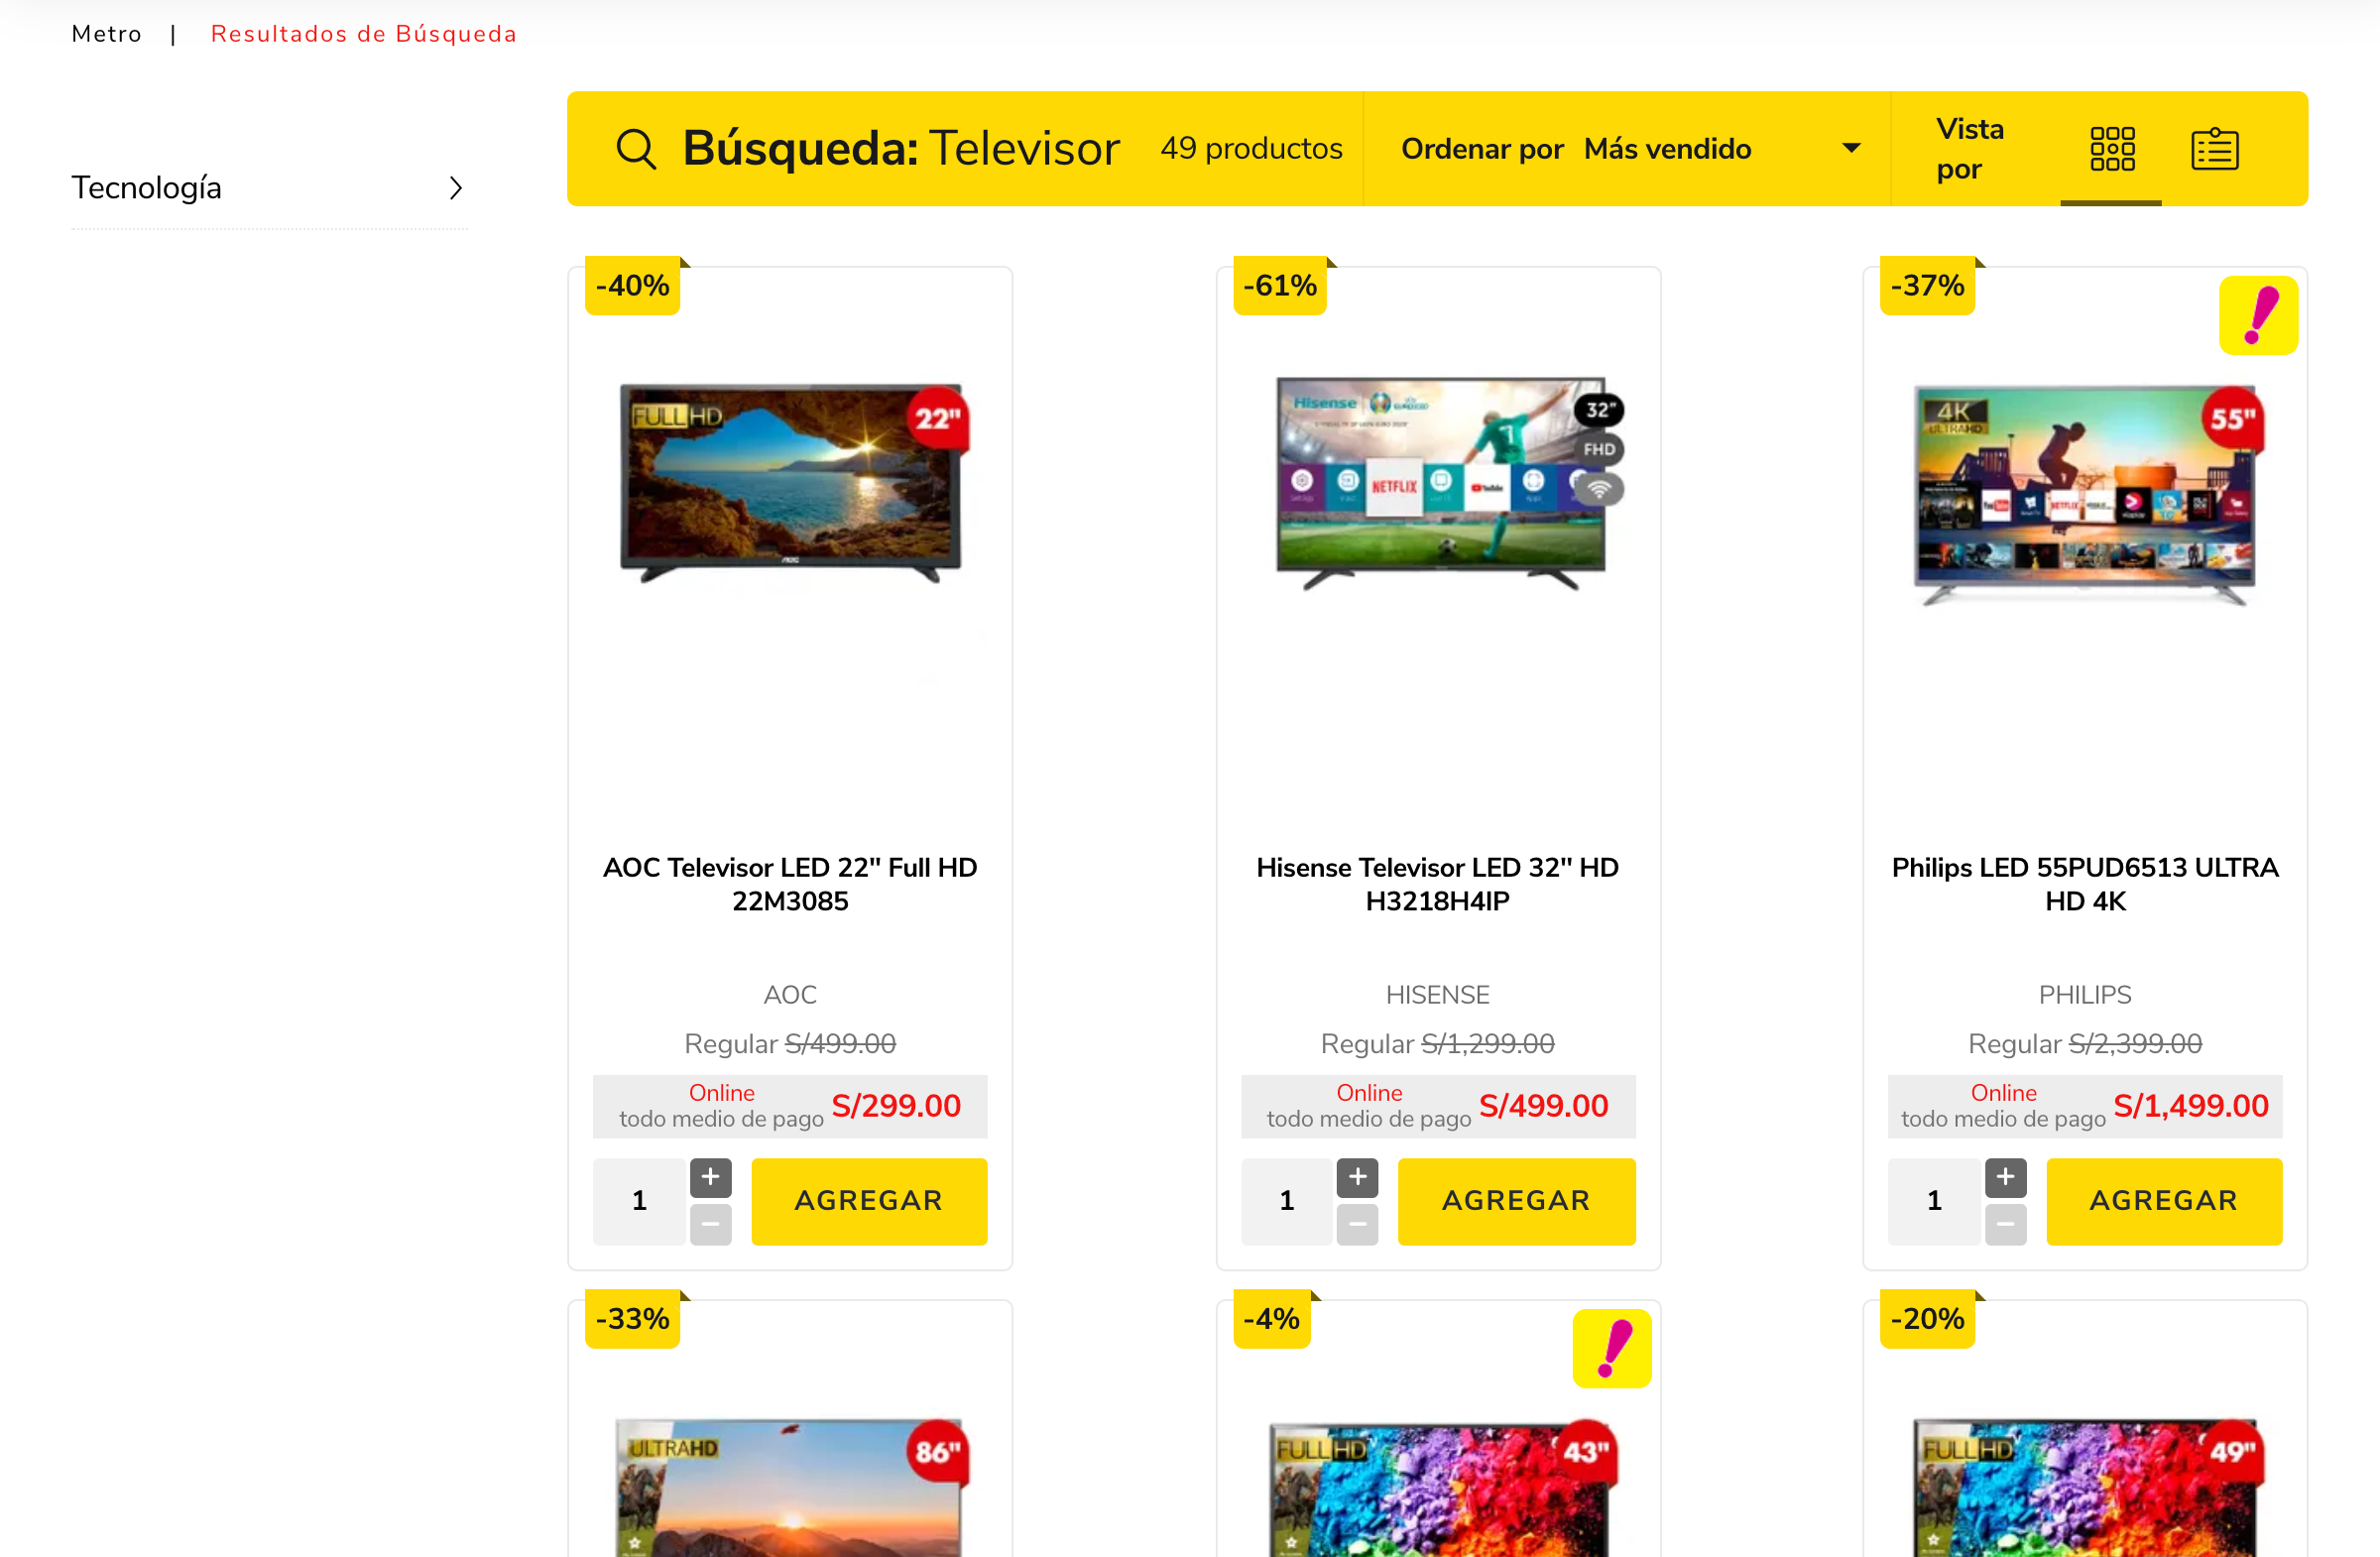 Metro | Resultados de Búsqueda
Tecnología
Búsqueda: Televisor 49 productos
Ordenar por Más vendido
Vista
por
-40%
FULL HD
22"
AOC
AOC Televisor LED 22" Full HD
22M3085
AOC
Regular S/499.00
Online
todo medio de pago
S/299.00
1
+
−
AGREGAR
-61%
Hisense
32"
FHD
NETFLIX
YouTube
Hisense Televisor LED 32" HD
H3218H4IP
HISENSE
Regular S/1,299.00
Online
todo medio de pago
S/499.00
1
+
−
AGREGAR
-37%
4K
ULTRAHD
55"
NETFLIX
Philips LED 55PUD6513 ULTRA
HD 4K
PHILIPS
Regular S/2,399.00
Online
todo medio de pago
S/1,499.00
1
+
−
AGREGAR
-33%
ULTRAHD
86"
-4%
FULL HD
43"
-20%
FULL HD
49"